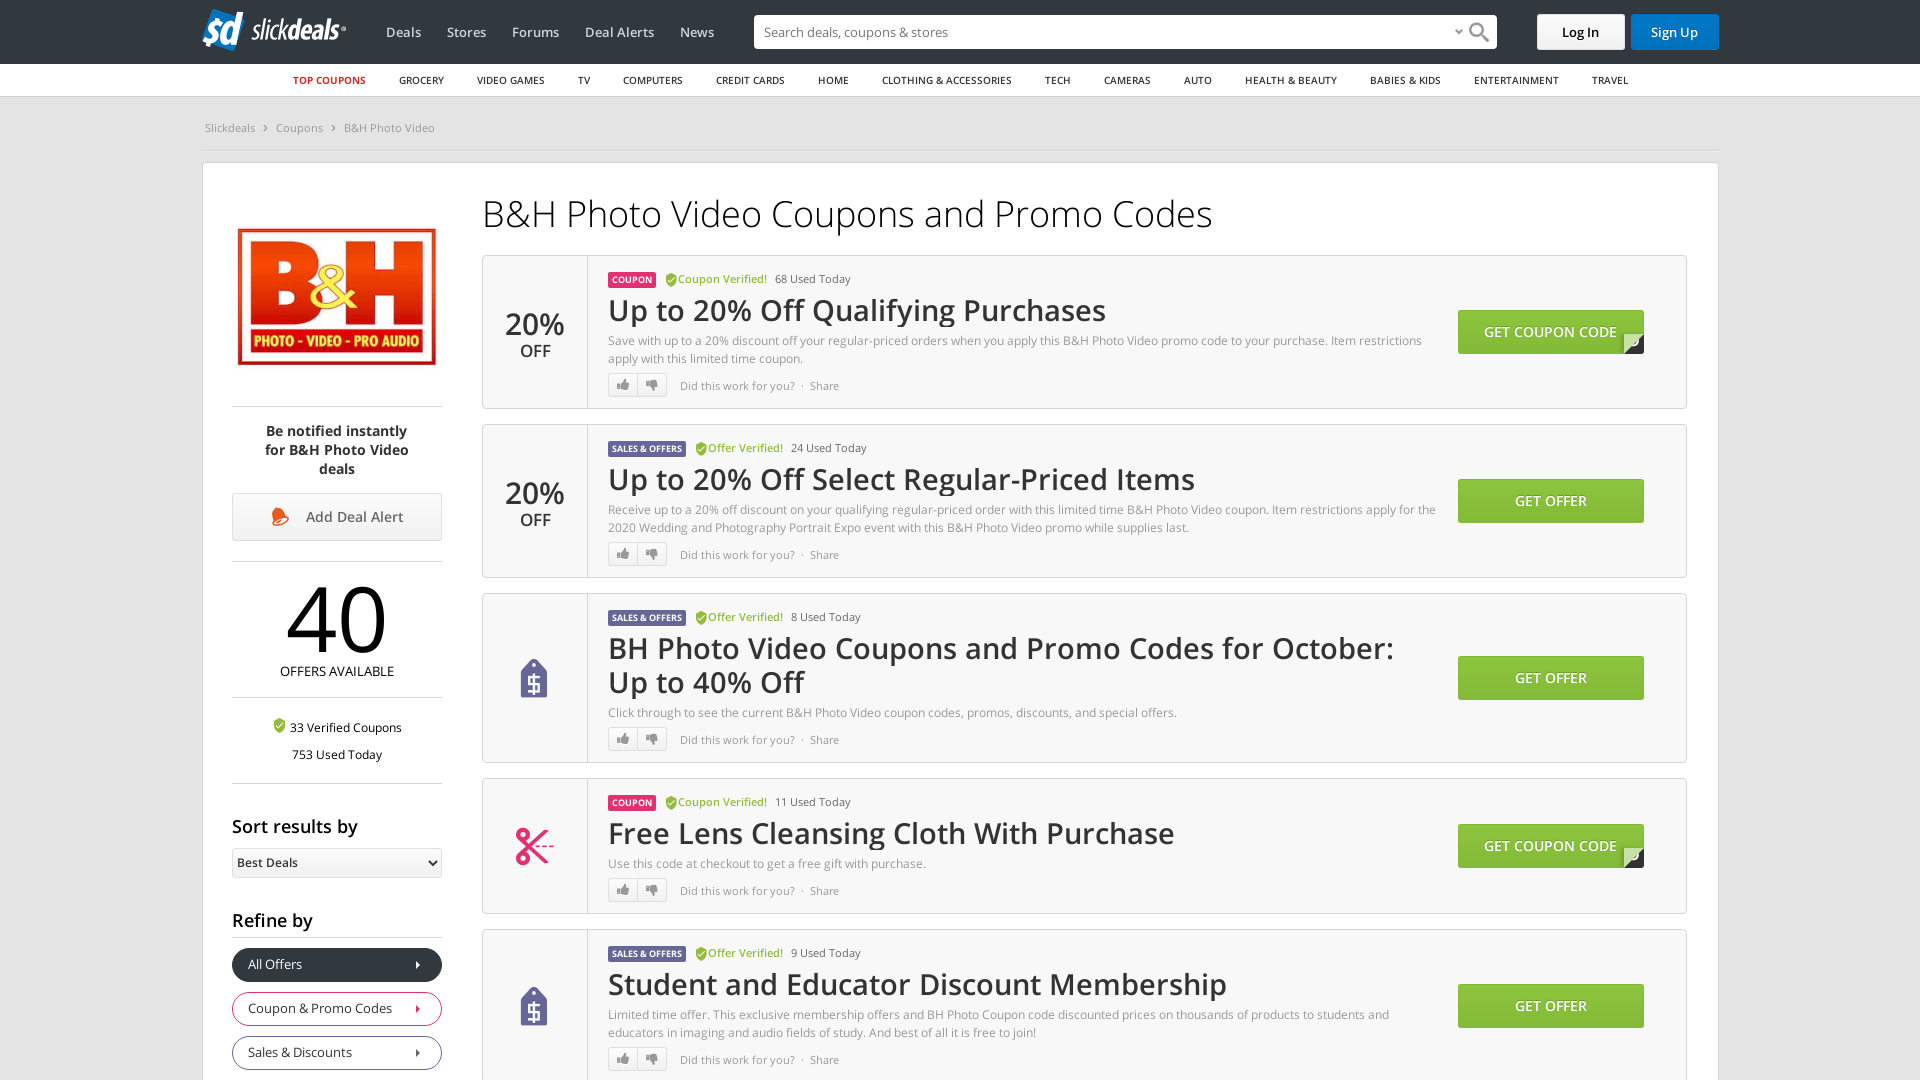 slickdeals
Deals
Stores
Forums
Deal Alerts
News
Search deals, coupons & stores
Log In
Sign Up
TOP COUPONS
GROCERY
VIDEO GAMES
TV
COMPUTERS
CREDIT CARDS
HOME
CLOTHING & ACCESSORIES
TECH
CAMERAS
AUTO
HEALTH & BEAUTY
BABIES & KIDS
ENTERTAINMENT
TRAVEL
Slickdeals > Coupons > B&H Photo Video
B&H
PHOTO - VIDEO - PRO AUDIO
Be notified instantly
for B&H Photo Video
deals
Add Deal Alert
40
OFFERS AVAILABLE
33 Verified Coupons
753 Used Today
Sort results by
Best Deals
Refine by
All Offers
Coupon & Promo Codes
Sales & Discounts
B&H Photo Video Coupons and Promo Codes
20%
OFF
COUPON Coupon Verified! 68 Used Today
Up to 20% Off Qualifying Purchases
Save with up to a 20% discount off your regular-priced orders when you apply this B&H Photo Video promo code to your purchase. Item restrictions
apply with this limited time coupon.
Did this work for you? · Share
GET COUPON CODE
20%
OFF
SALES & OFFERS Offer Verified! 24 Used Today
Up to 20% Off Select Regular-Priced Items
Receive up to a 20% off discount on your qualifying regular-priced order with this limited time B&H Photo Video coupon. Item restrictions apply for the
2020 Wedding and Photography Portrait Expo event with this B&H Photo Video promo while supplies last.
Did this work for you? · Share
GET OFFER
SALES & OFFERS Offer Verified! 8 Used Today
BH Photo Video Coupons and Promo Codes for October:
Up to 40% Off
Click through to see the current B&H Photo Video coupon codes, promos, discounts, and special offers.
Did this work for you? · Share
GET OFFER
COUPON Coupon Verified! 11 Used Today
Free Lens Cleansing Cloth With Purchase
Use this code at checkout to get a free gift with purchase.
Did this work for you? · Share
GET COUPON CODE
SALES & OFFERS Offer Verified! 9 Used Today
Student and Educator Discount Membership
Limited time offer. This exclusive membership offers and BH Photo Coupon code discounted prices on thousands of products to students and
educators in imaging and audio fields of study. And best of all it is free to join!
Did this work for you? · Share
GET OFFER